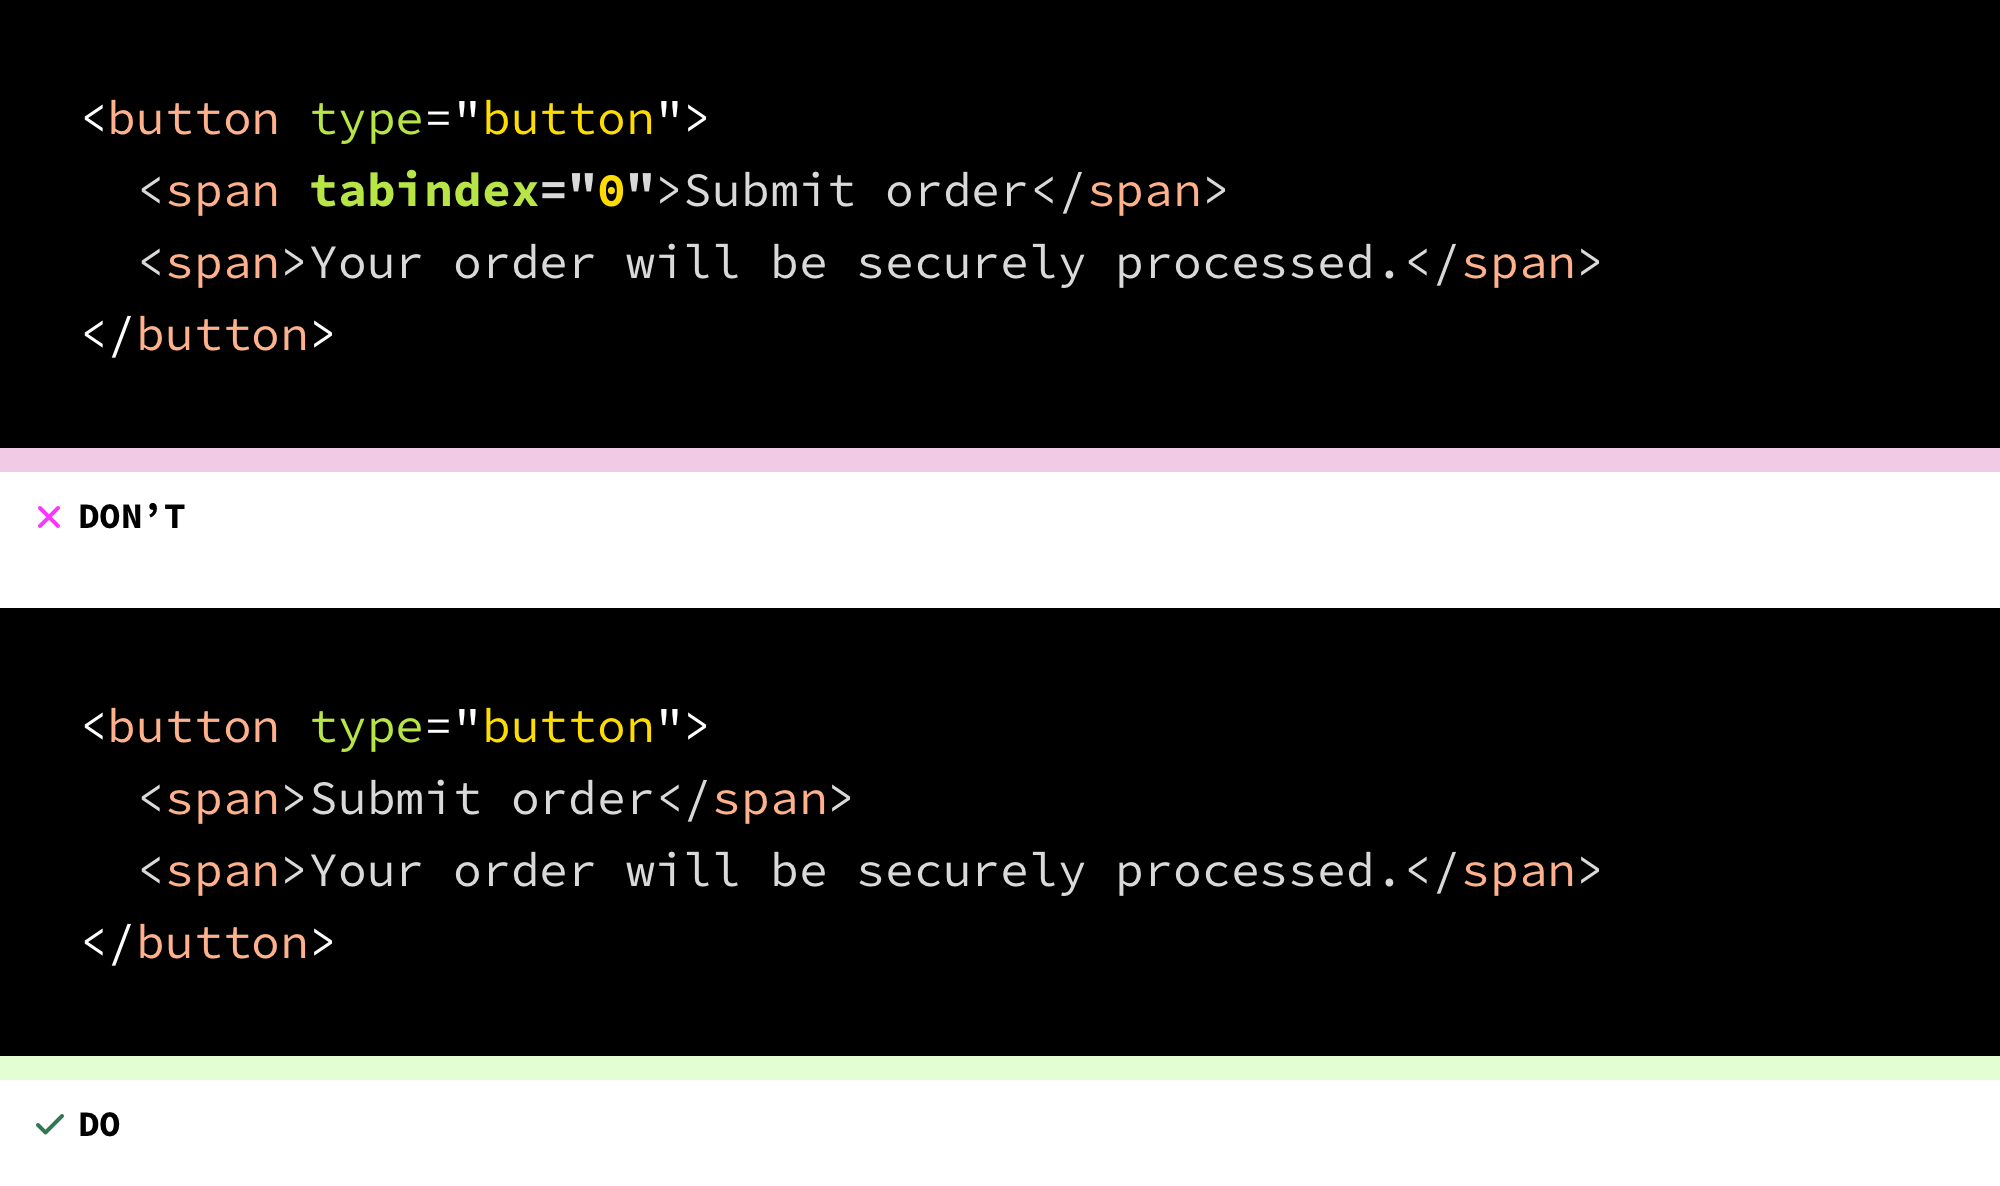 <button type="button">
  <span tabindex="0">Submit order</span>
  <span>Your order will be securely processed.</span>
</button>
✕ DON’T
<button type="button">
  <span>Submit order</span>
  <span>Your order will be securely processed.</span>
</button>
✓ DO